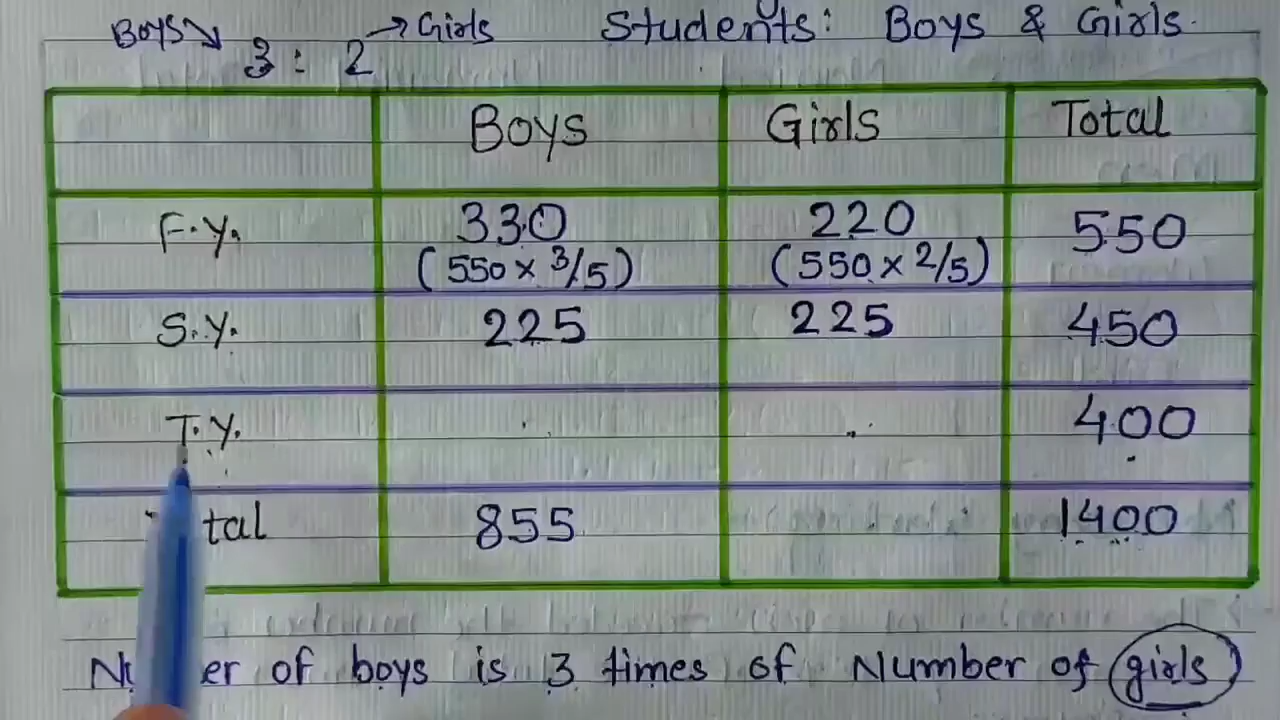 Boys 3 : 2 Girls Students: Boys & Girls.
Boys Girls Total
F.Y. 330 220 550
(550 × 3/5) (550 × 2/5)
S.Y. 225 225 450
T.Y. 400
tal 855 1400
of boys is 3 times of Number of girls